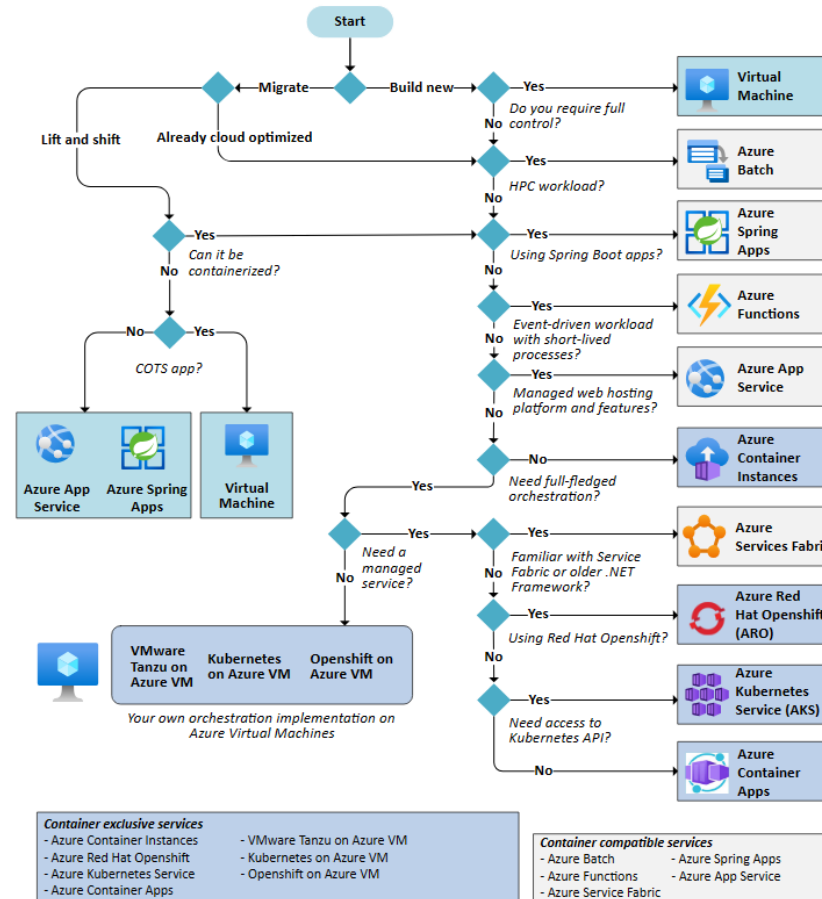 Start
Migrate
Build new
Yes
Virtual
Machine
Do you require full
control?
No
Lift and shift
Already cloud optimized
Yes
Azure
Batch
HPC workload?
No
Yes
Can it be
containerized?
No
Yes
Using Spring Boot apps?
Azure
Spring
Apps
No
Yes
Event-driven workload
with short-lived
processes?
Azure
Functions
No
No
Yes
COTS app?
Yes
Managed web hosting
platform and features?
Azure App
Service
No
Azure App
Service
Azure Spring
Apps
Virtual
Machine
No
Need full-fledged
orchestration?
Azure
Container
Instances
Yes
Need a
managed
service?
Yes
No
Yes
Familiar with Service
Fabric or older .NET
Framework?
Azure
Services Fabri
No
Yes
Using Red Hat Openshift?
Azure Red
Hat Openshift
(ARO)
No
VMware
Tanzu on
Azure VM
Kubernetes
on Azure VM
Openshift on
Azure VM
Your own orchestration implementation on
Azure Virtual Machines
Yes
Need access to
Kubernetes API?
Azure
Kubernetes
Service (AKS)
No
Azure
Container
Apps
Container exclusive services
- Azure Container Instances
- Azure Red Hat Openshift
- Azure Kubernetes Service
- Azure Container Apps
- VMware Tanzu on Azure VM
- Kubernetes on Azure VM
- Openshift on Azure VM
Container compatible services
- Azure Batch
- Azure Functions
- Azure Service Fabric
- Azure Spring Apps
- Azure App Service